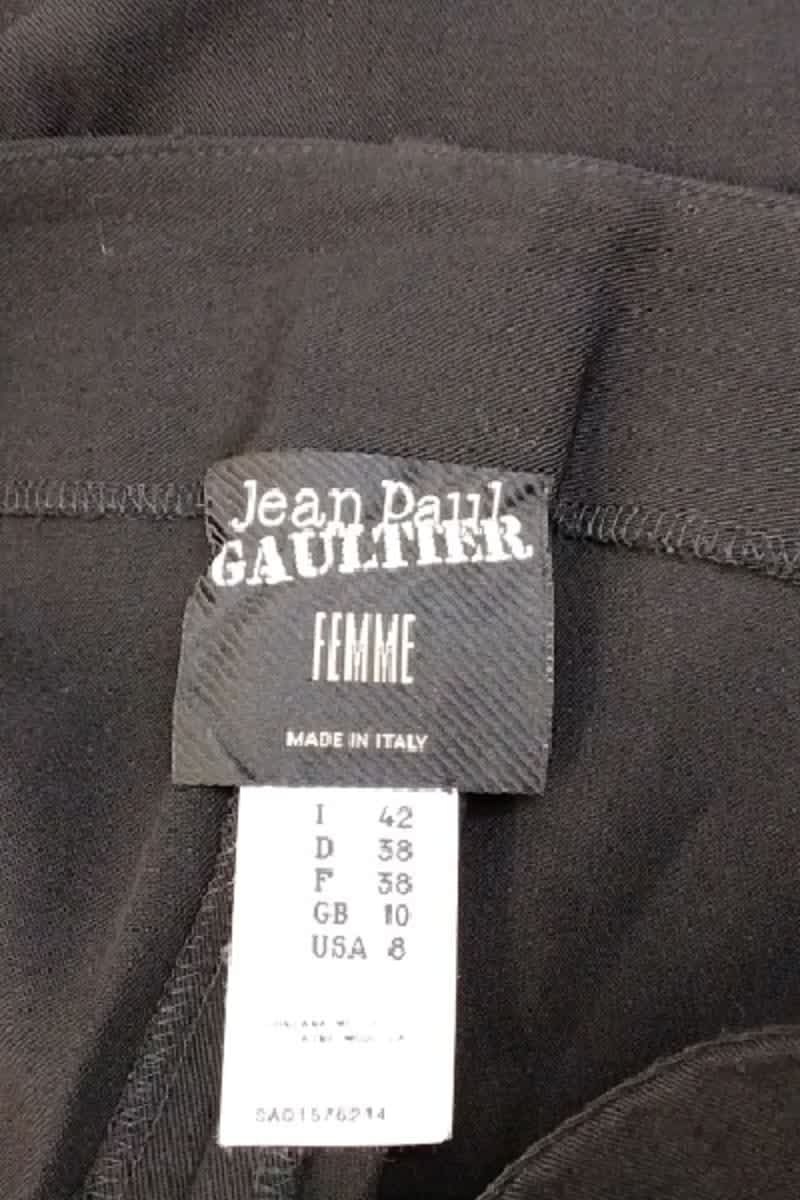 Jean Paul
GAULTIER
FEMME
MADE IN ITALY
I 42
D 38
F 38
GB 10
USA 8